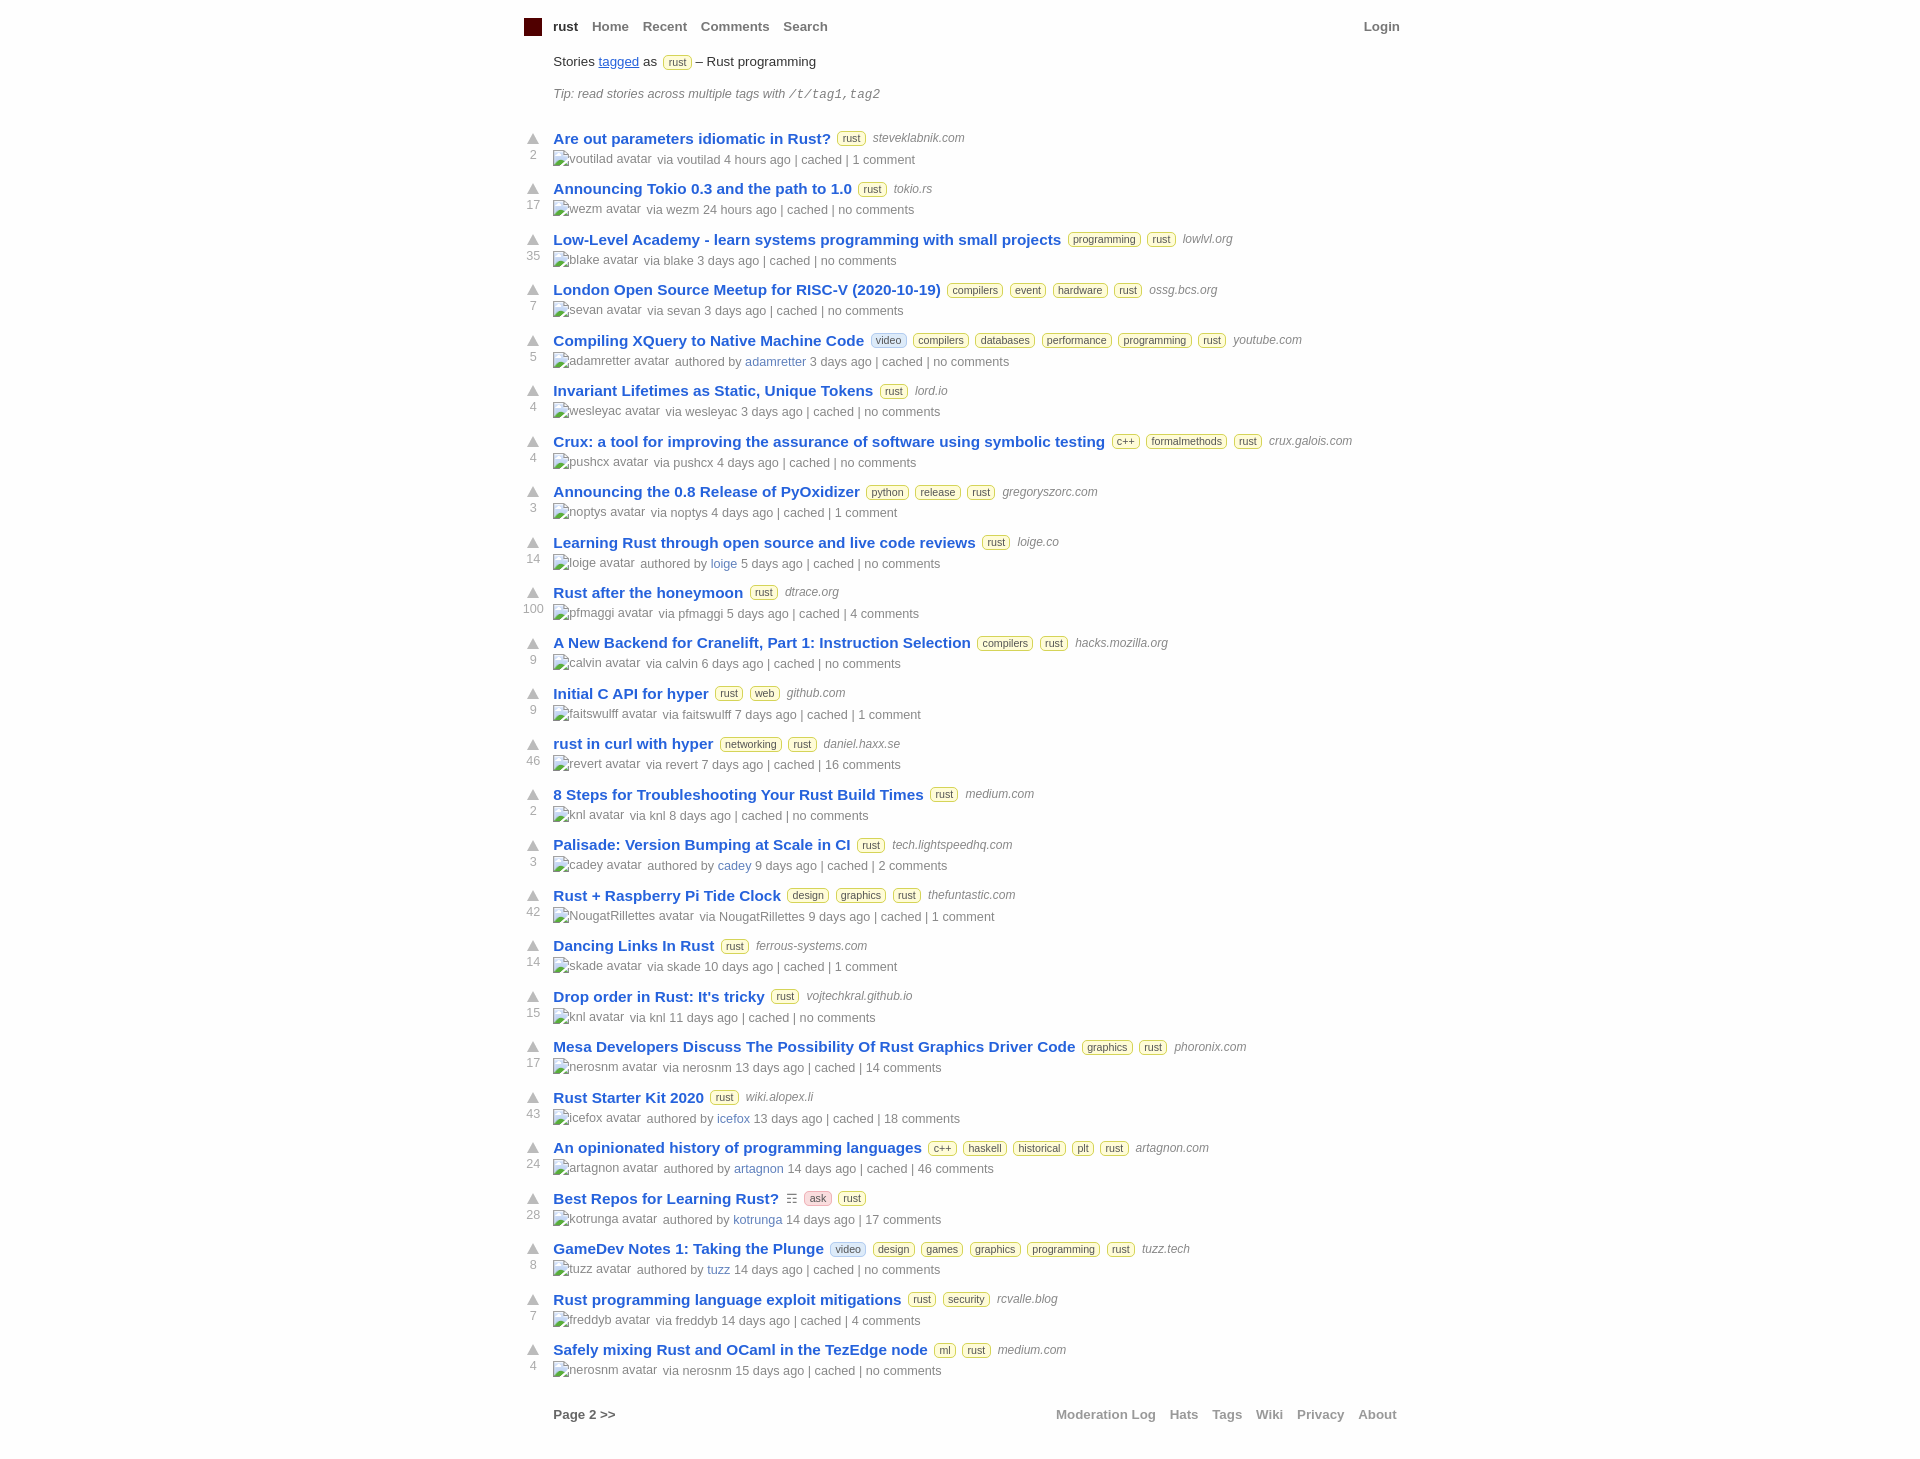 rust Home Recent Comments Search Login
Stories tagged as rust – Rust programming
Tip: read stories across multiple tags with /t/tag1,tag2
Are out parameters idiomatic in Rust? rust steveklabnik.com
2 voutilad avatar via voutilad 4 hours ago | cached | 1 comment
Announcing Tokio 0.3 and the path to 1.0 rust tokio.rs
17 wezm avatar via wezm 24 hours ago | cached | no comments
Low-Level Academy - learn systems programming with small projects programming rust lowlvl.org
35 blake avatar via blake 3 days ago | cached | no comments
London Open Source Meetup for RISC-V (2020-10-19) compilers event hardware rust ossg.bcs.org
7 sevan avatar via sevan 3 days ago | cached | no comments
Compiling XQuery to Native Machine Code video compilers databases performance programming rust youtube.com
5 adamretter avatar authored by adamretter 3 days ago | cached | no comments
Invariant Lifetimes as Static, Unique Tokens rust lord.io
4 wesleyac avatar via wesleyac 3 days ago | cached | no comments
Crux: a tool for improving the assurance of software using symbolic testing c++ formalmethods rust crux.galois.com
4 pushcx avatar via pushcx 4 days ago | cached | no comments
Announcing the 0.8 Release of PyOxidizer python release rust gregoryszorc.com
3 noptys avatar via noptys 4 days ago | cached | 1 comment
Learning Rust through open source and live code reviews rust loige.co
14 loige avatar authored by loige 5 days ago | cached | no comments
Rust after the honeymoon rust dtrace.org
100 pfmaggi avatar via pfmaggi 5 days ago | cached | 4 comments
A New Backend for Cranelift, Part 1: Instruction Selection compilers rust hacks.mozilla.org
9 calvin avatar via calvin 6 days ago | cached | no comments
Initial C API for hyper rust web github.com
9 faitswulff avatar via faitswulff 7 days ago | cached | 1 comment
rust in curl with hyper networking rust daniel.haxx.se
46 revert avatar via revert 7 days ago | cached | 16 comments
8 Steps for Troubleshooting Your Rust Build Times rust medium.com
2 knl avatar via knl 8 days ago | cached | no comments
Palisade: Version Bumping at Scale in CI rust tech.lightspeedhq.com
3 cadey avatar authored by cadey 9 days ago | cached | 2 comments
Rust + Raspberry Pi Tide Clock design graphics rust thefuntastic.com
42 NougatRillettes avatar via NougatRillettes 9 days ago | cached | 1 comment
Dancing Links In Rust rust ferrous-systems.com
14 skade avatar via skade 10 days ago | cached | 1 comment
Drop order in Rust: It's tricky rust vojtechkral.github.io
15 knl avatar via knl 11 days ago | cached | no comments
Mesa Developers Discuss The Possibility Of Rust Graphics Driver Code graphics rust phoronix.com
17 nerosnm avatar via nerosnm 13 days ago | cached | 14 comments
Rust Starter Kit 2020 rust wiki.alopex.li
43 icefox avatar authored by icefox 13 days ago | cached | 18 comments
An opinionated history of programming languages c++ haskell historical plt rust artagnon.com
24 artagnon avatar authored by artagnon 14 days ago | cached | 46 comments
Best Repos for Learning Rust? ☶ ask rust
28 kotrunga avatar authored by kotrunga 14 days ago | 17 comments
GameDev Notes 1: Taking the Plunge video design games graphics programming rust tuzz.tech
8 tuzz avatar authored by tuzz 14 days ago | cached | no comments
Rust programming language exploit mitigations rust security rcvalle.blog
7 freddyb avatar via freddyb 14 days ago | cached | 4 comments
Safely mixing Rust and OCaml in the TezEdge node ml rust medium.com
4 nerosnm avatar via nerosnm 15 days ago | cached | no comments
Page 2 >> Moderation Log Hats Tags Wiki Privacy About